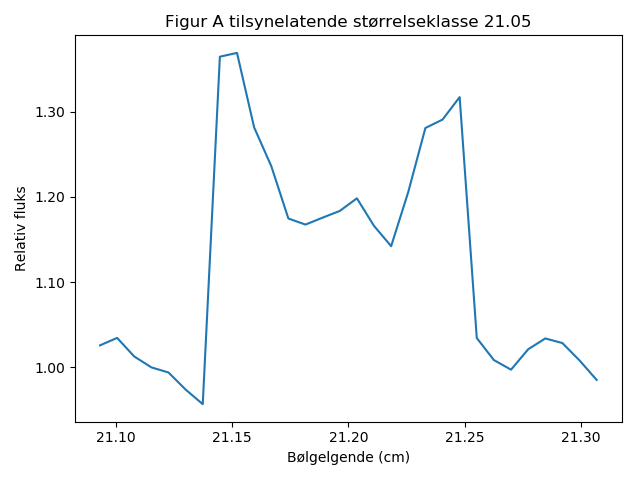 Figur A tilsynelatende størrelseklasse 21.05
Relativ fluks
1.30
1.20
1.10
1.00
21.10 21.15 21.20 21.25 21.30
Bølgelgende (cm)